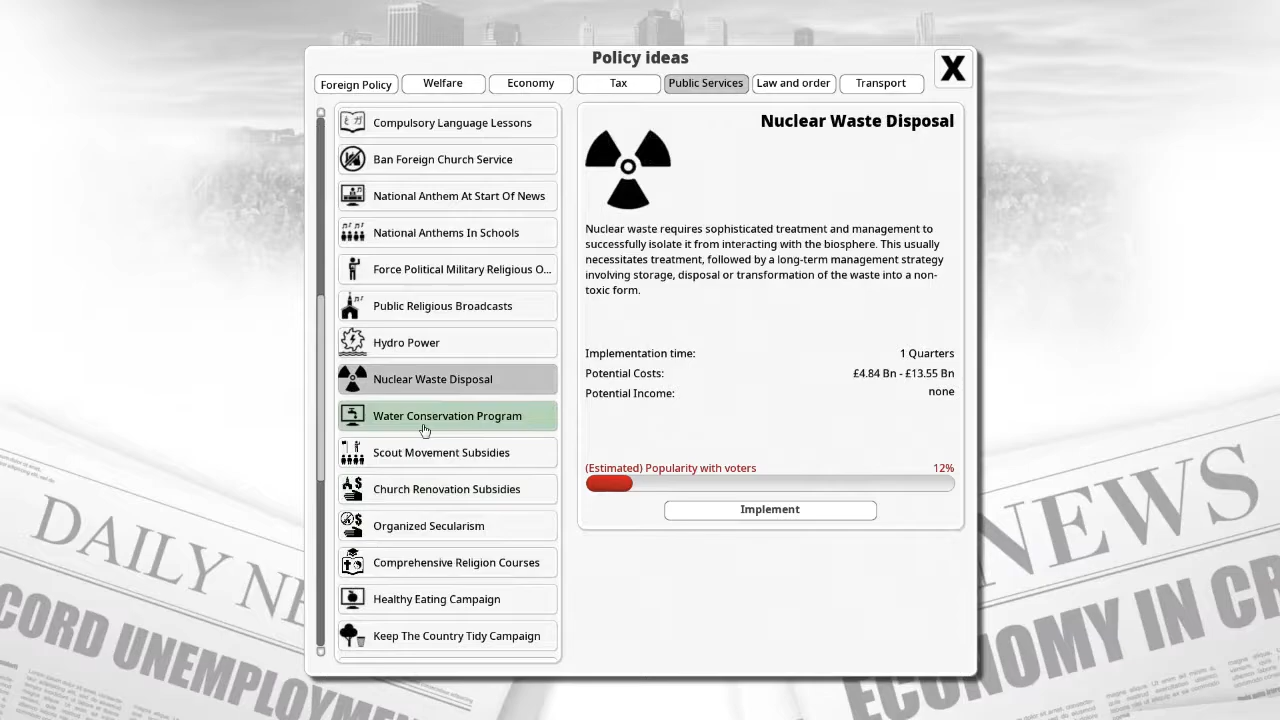 Policy ideas
X
Foreign Policy
Welfare
Economy
Tax
Public Services
Law and order
Transport
Compulsory Language Lessons
Ban Foreign Church Service
National Anthem At Start Of News
National Anthems In Schools
Force Political Military Religious O...
Public Religious Broadcasts
Hydro Power
Nuclear Waste Disposal
Water Conservation Program
Scout Movement Subsidies
Church Renovation Subsidies
Organized Secularism
Comprehensive Religion Courses
Healthy Eating Campaign
Keep The Country Tidy Campaign
Nuclear Waste Disposal
Nuclear waste requires sophisticated treatment and management to
successfully isolate it from interacting with the biosphere. This usually
necessitates treatment, followed by a long-term management strategy
involving storage, disposal or transformation of the waste into a non-
toxic form.
Implementation time: 1 Quarters
Potential Costs: £4.84 Bn - £13.55 Bn
Potential Income: none
(Estimated) Popularity with voters 12%
Implement
DAILY NE
CORD UNEMPLOYM
NEWS
ECONOMY IN CR